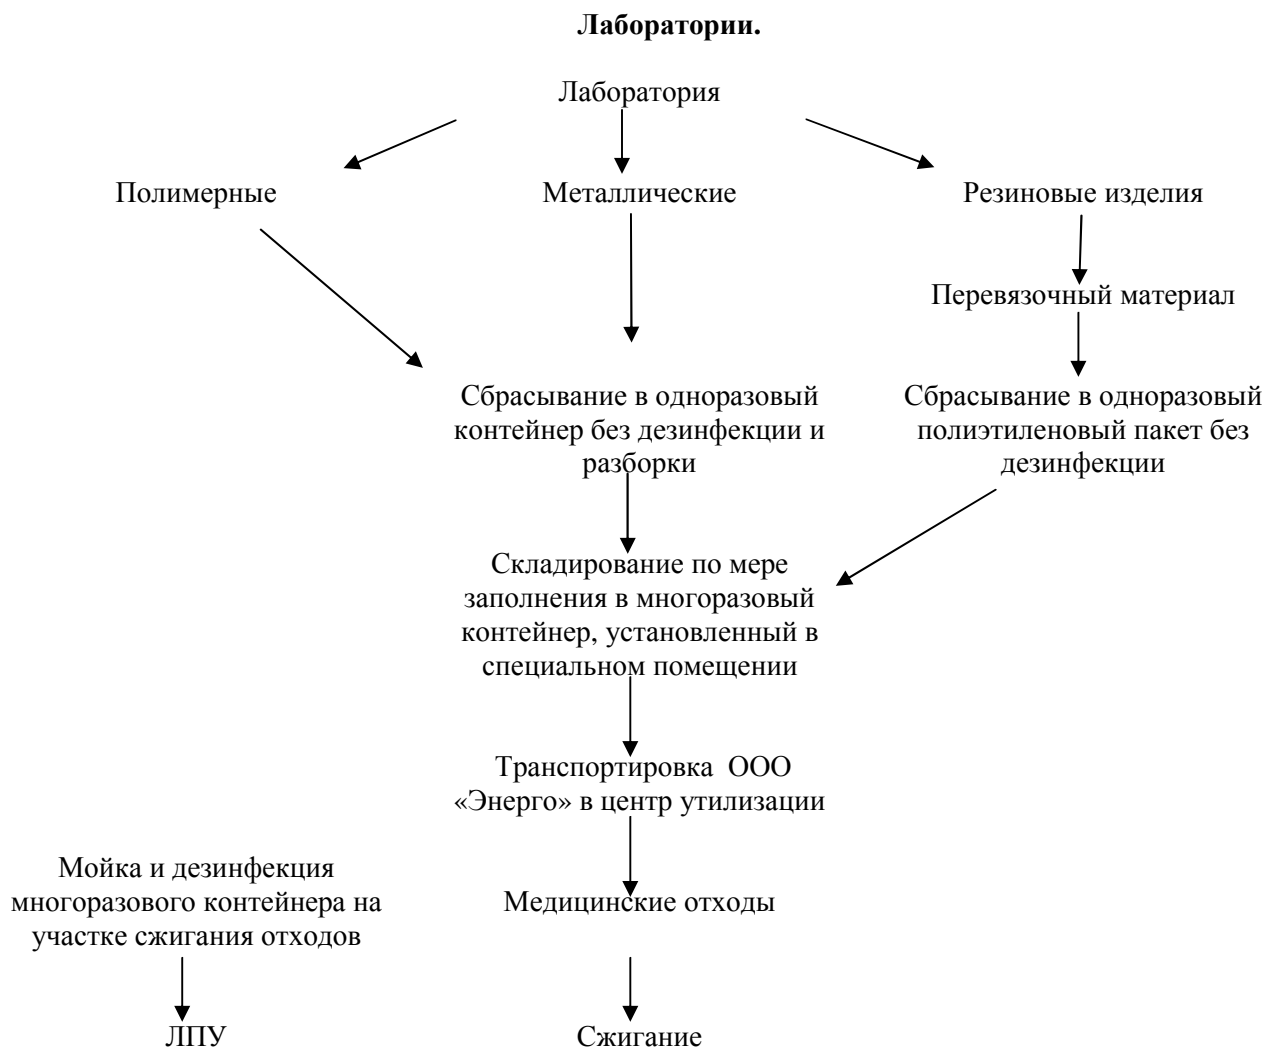 Лаборатории.
Лаборатория
Полимерные
Металлические
Резиновые изделия
Перевязочный материал
Сбрасывание в одноразовый
контейнер без дезинфекции и
разборки
Сбрасывание в одноразовый
полиэтиленовый пакет без
дезинфекции
Складирование по мере
заполнения в многоразовый
контейнер, установленный в
специальном помещении
Транспортировка ООО
«Энерго» в центр утилизации
Мойка и дезинфекция
многоразового контейнера на
участке сжигания отходов
Медицинские отходы
ЛПУ
Сжигание